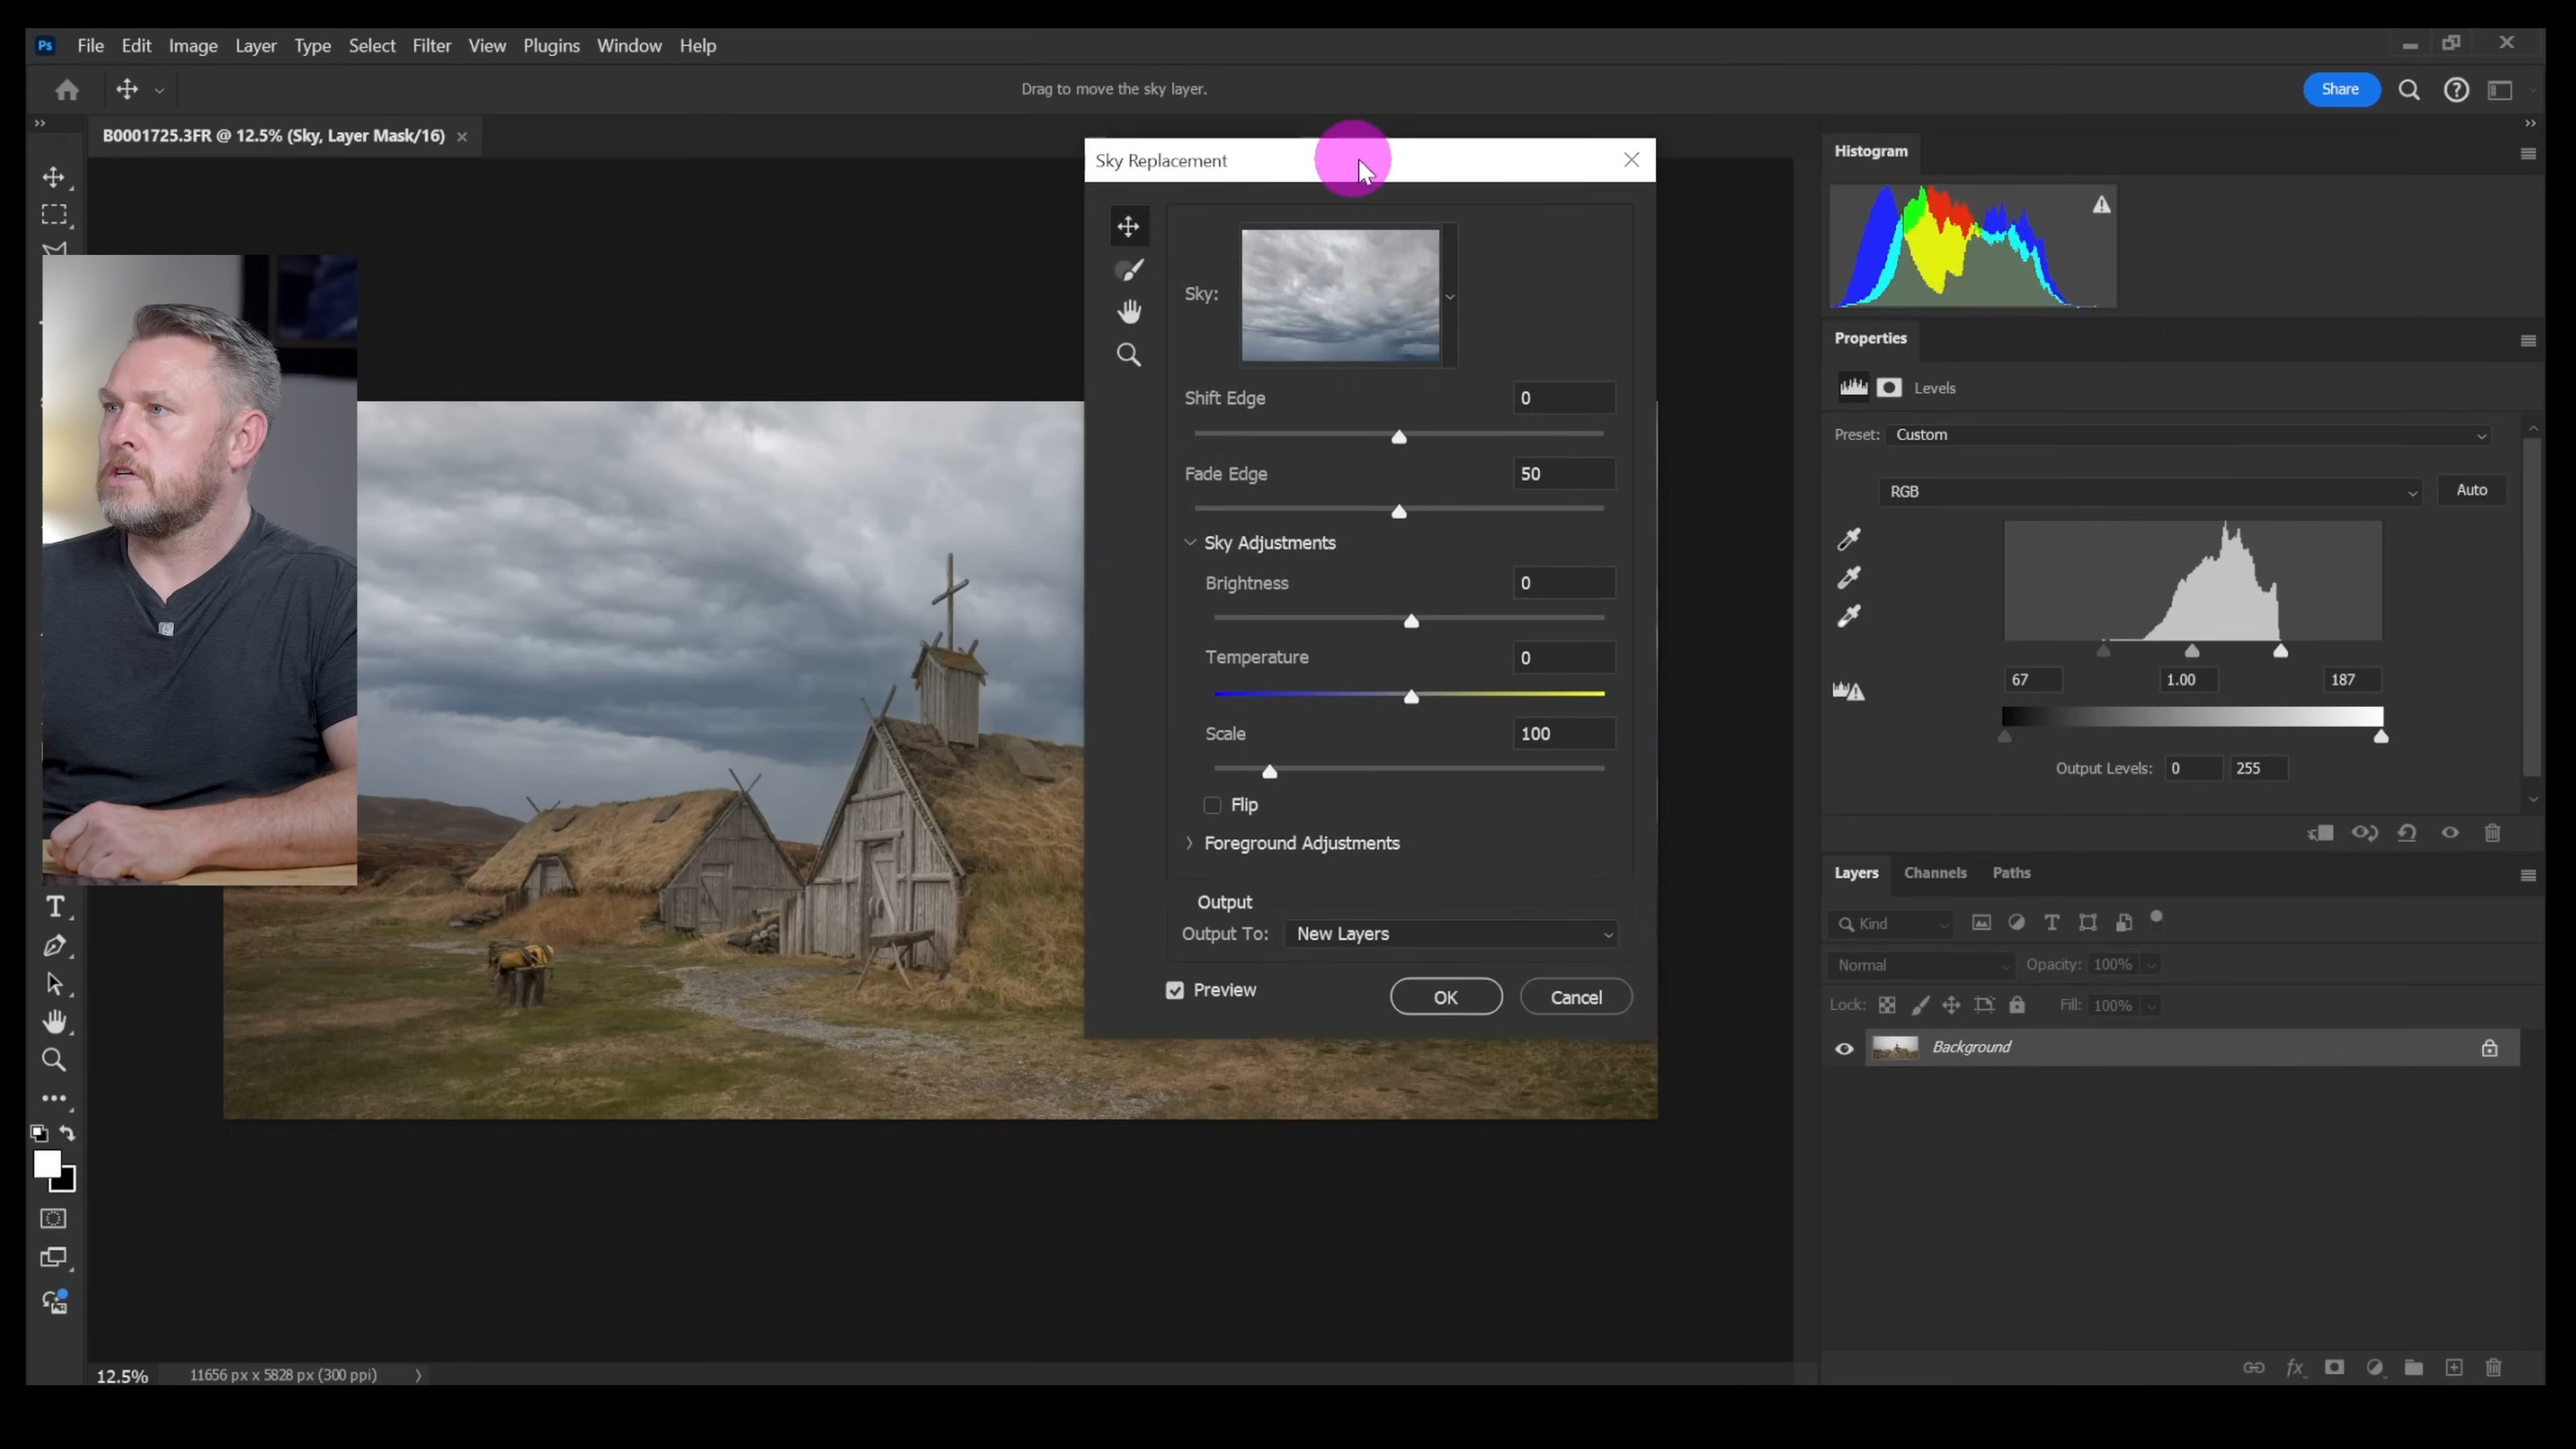 Ps File Edit Image Layer Type Select Filter View Plugins Window Help
Drag to move the sky layer.
Share
B0001725.3FR @ 12.5% (Sky, Layer Mask/16)
Sky Replacement
Sky:
Shift Edge 0
Fade Edge 50
Sky Adjustments
Brightness 0
Temperature 0
Scale 100
Flip
Foreground Adjustments
Output
Output To: New Layers
Preview
OK Cancel
Histogram
Properties
Levels
Preset: Custom
RGB Auto
67 1.00 187
Output Levels: 0 255
Layers Channels Paths
Kind
Normal Opacity: 100%
Lock: Fill: 100%
Background
12.5% 11656 px x 5828 px (300 ppi)